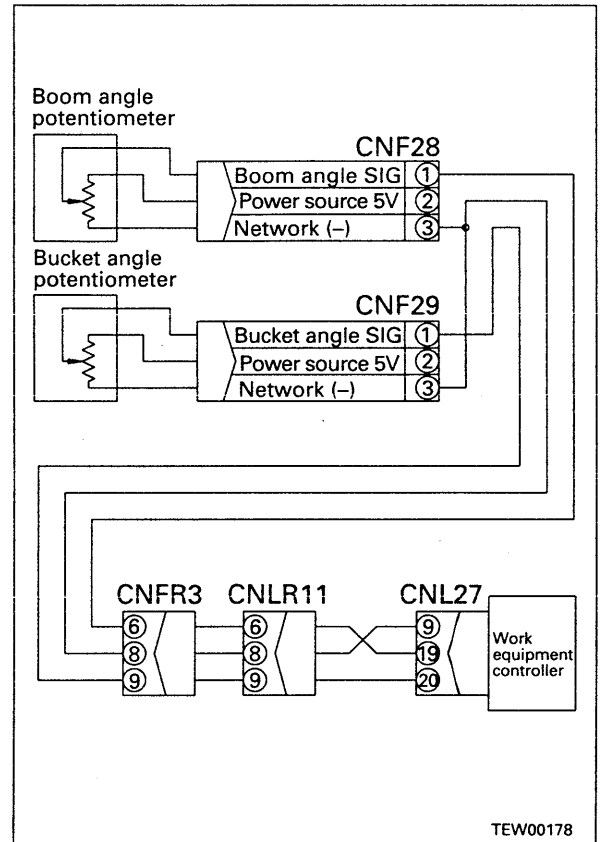 Boom angle
potentiometer
CNF28
Boom angle SIG ①
Power source 5V ②
Network (–) ③
Bucket angle
potentiometer
CNF29
Bucket angle SIG ①
Power source 5V ②
Network (–) ③
CNFR3 CNLR11 CNL27
⑥ ⑥ ⑨
⑧ ⑧ ⑲
⑨ ⑨ ⑳
Work
equipment
controller
TEW00178